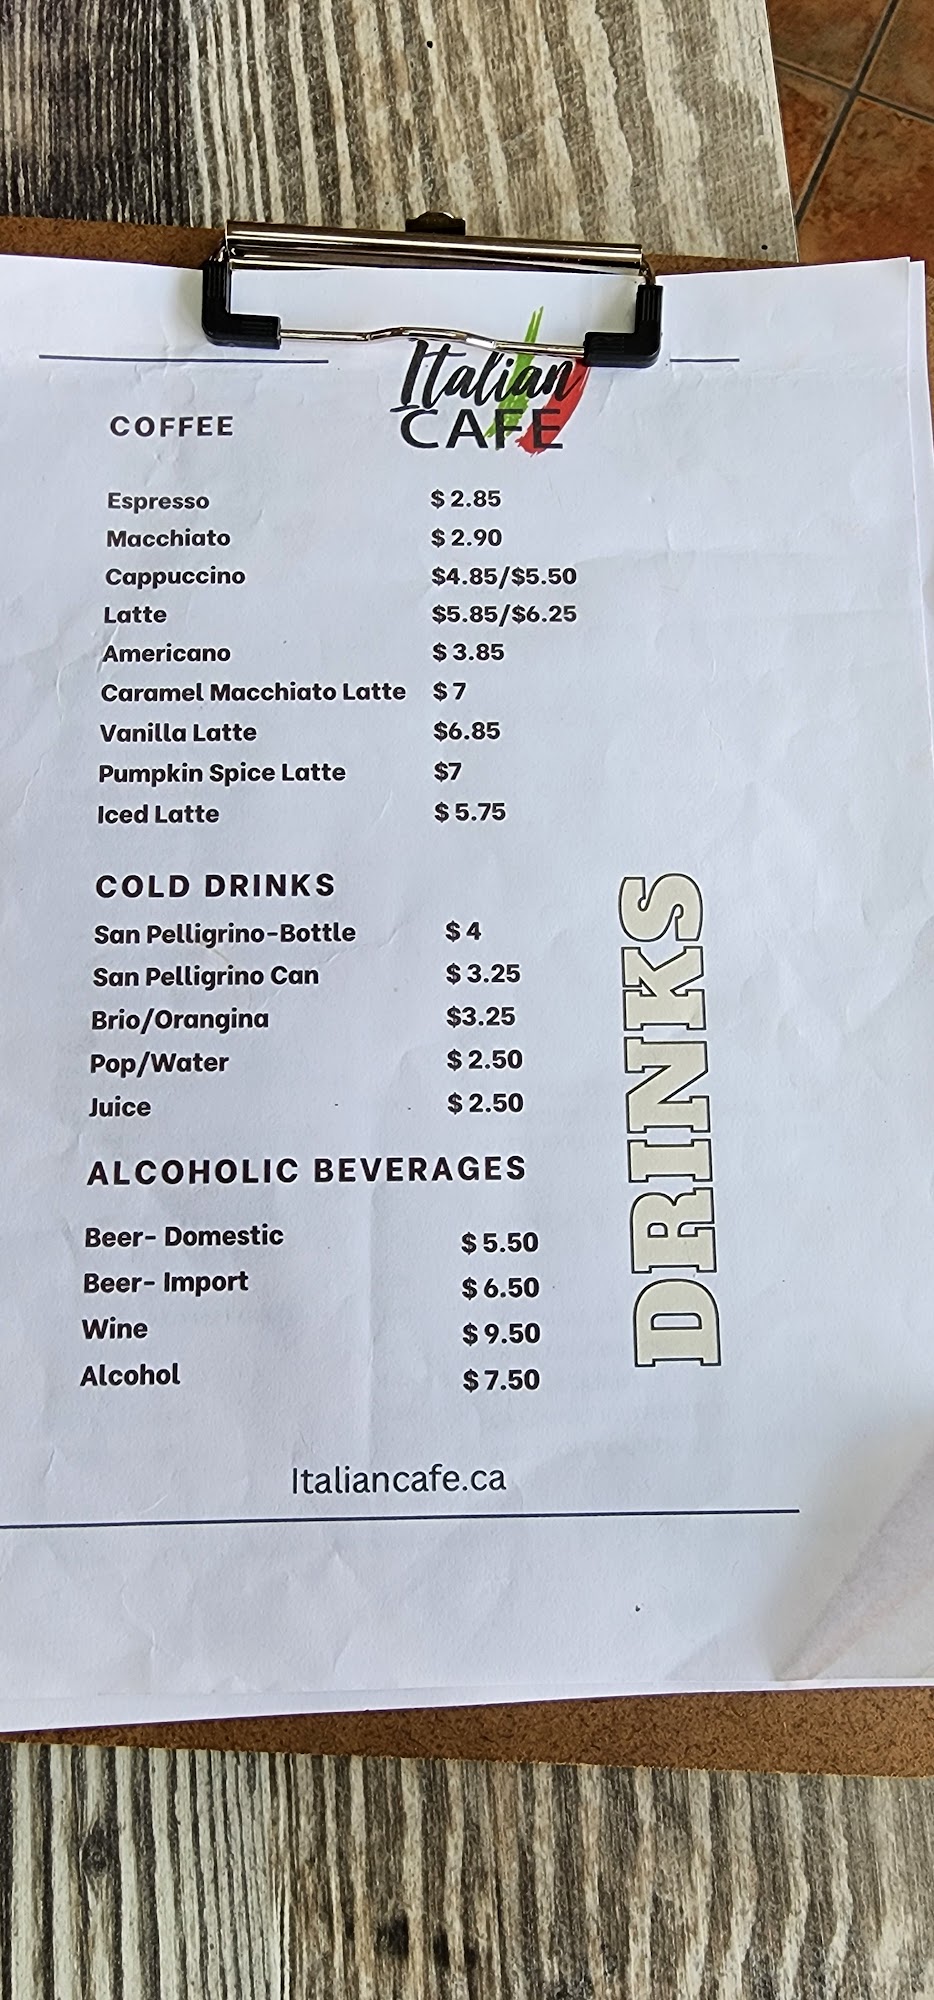 Italian
CAFE
COFFEE
Espresso $ 2.85
Macchiato $ 2.90
Cappuccino $4.85/$5.50
Latte $5.85/$6.25
Americano $ 3.85
Caramel Macchiato Latte $ 7
Vanilla Latte $6.85
Pumpkin Spice Latte $7
Iced Latte $ 5.75
COLD DRINKS
San Pelligrino-Bottle $ 4
San Pelligrino Can $ 3.25
Brio/Orangina $3.25
Pop/Water $ 2.50
Juice $ 2.50
ALCOHOLIC BEVERAGES
Beer- Domestic $ 5.50
Beer- Import $ 6.50
Wine $ 9.50
Alcohol $ 7.50
DRINKS
Italiancafe.ca